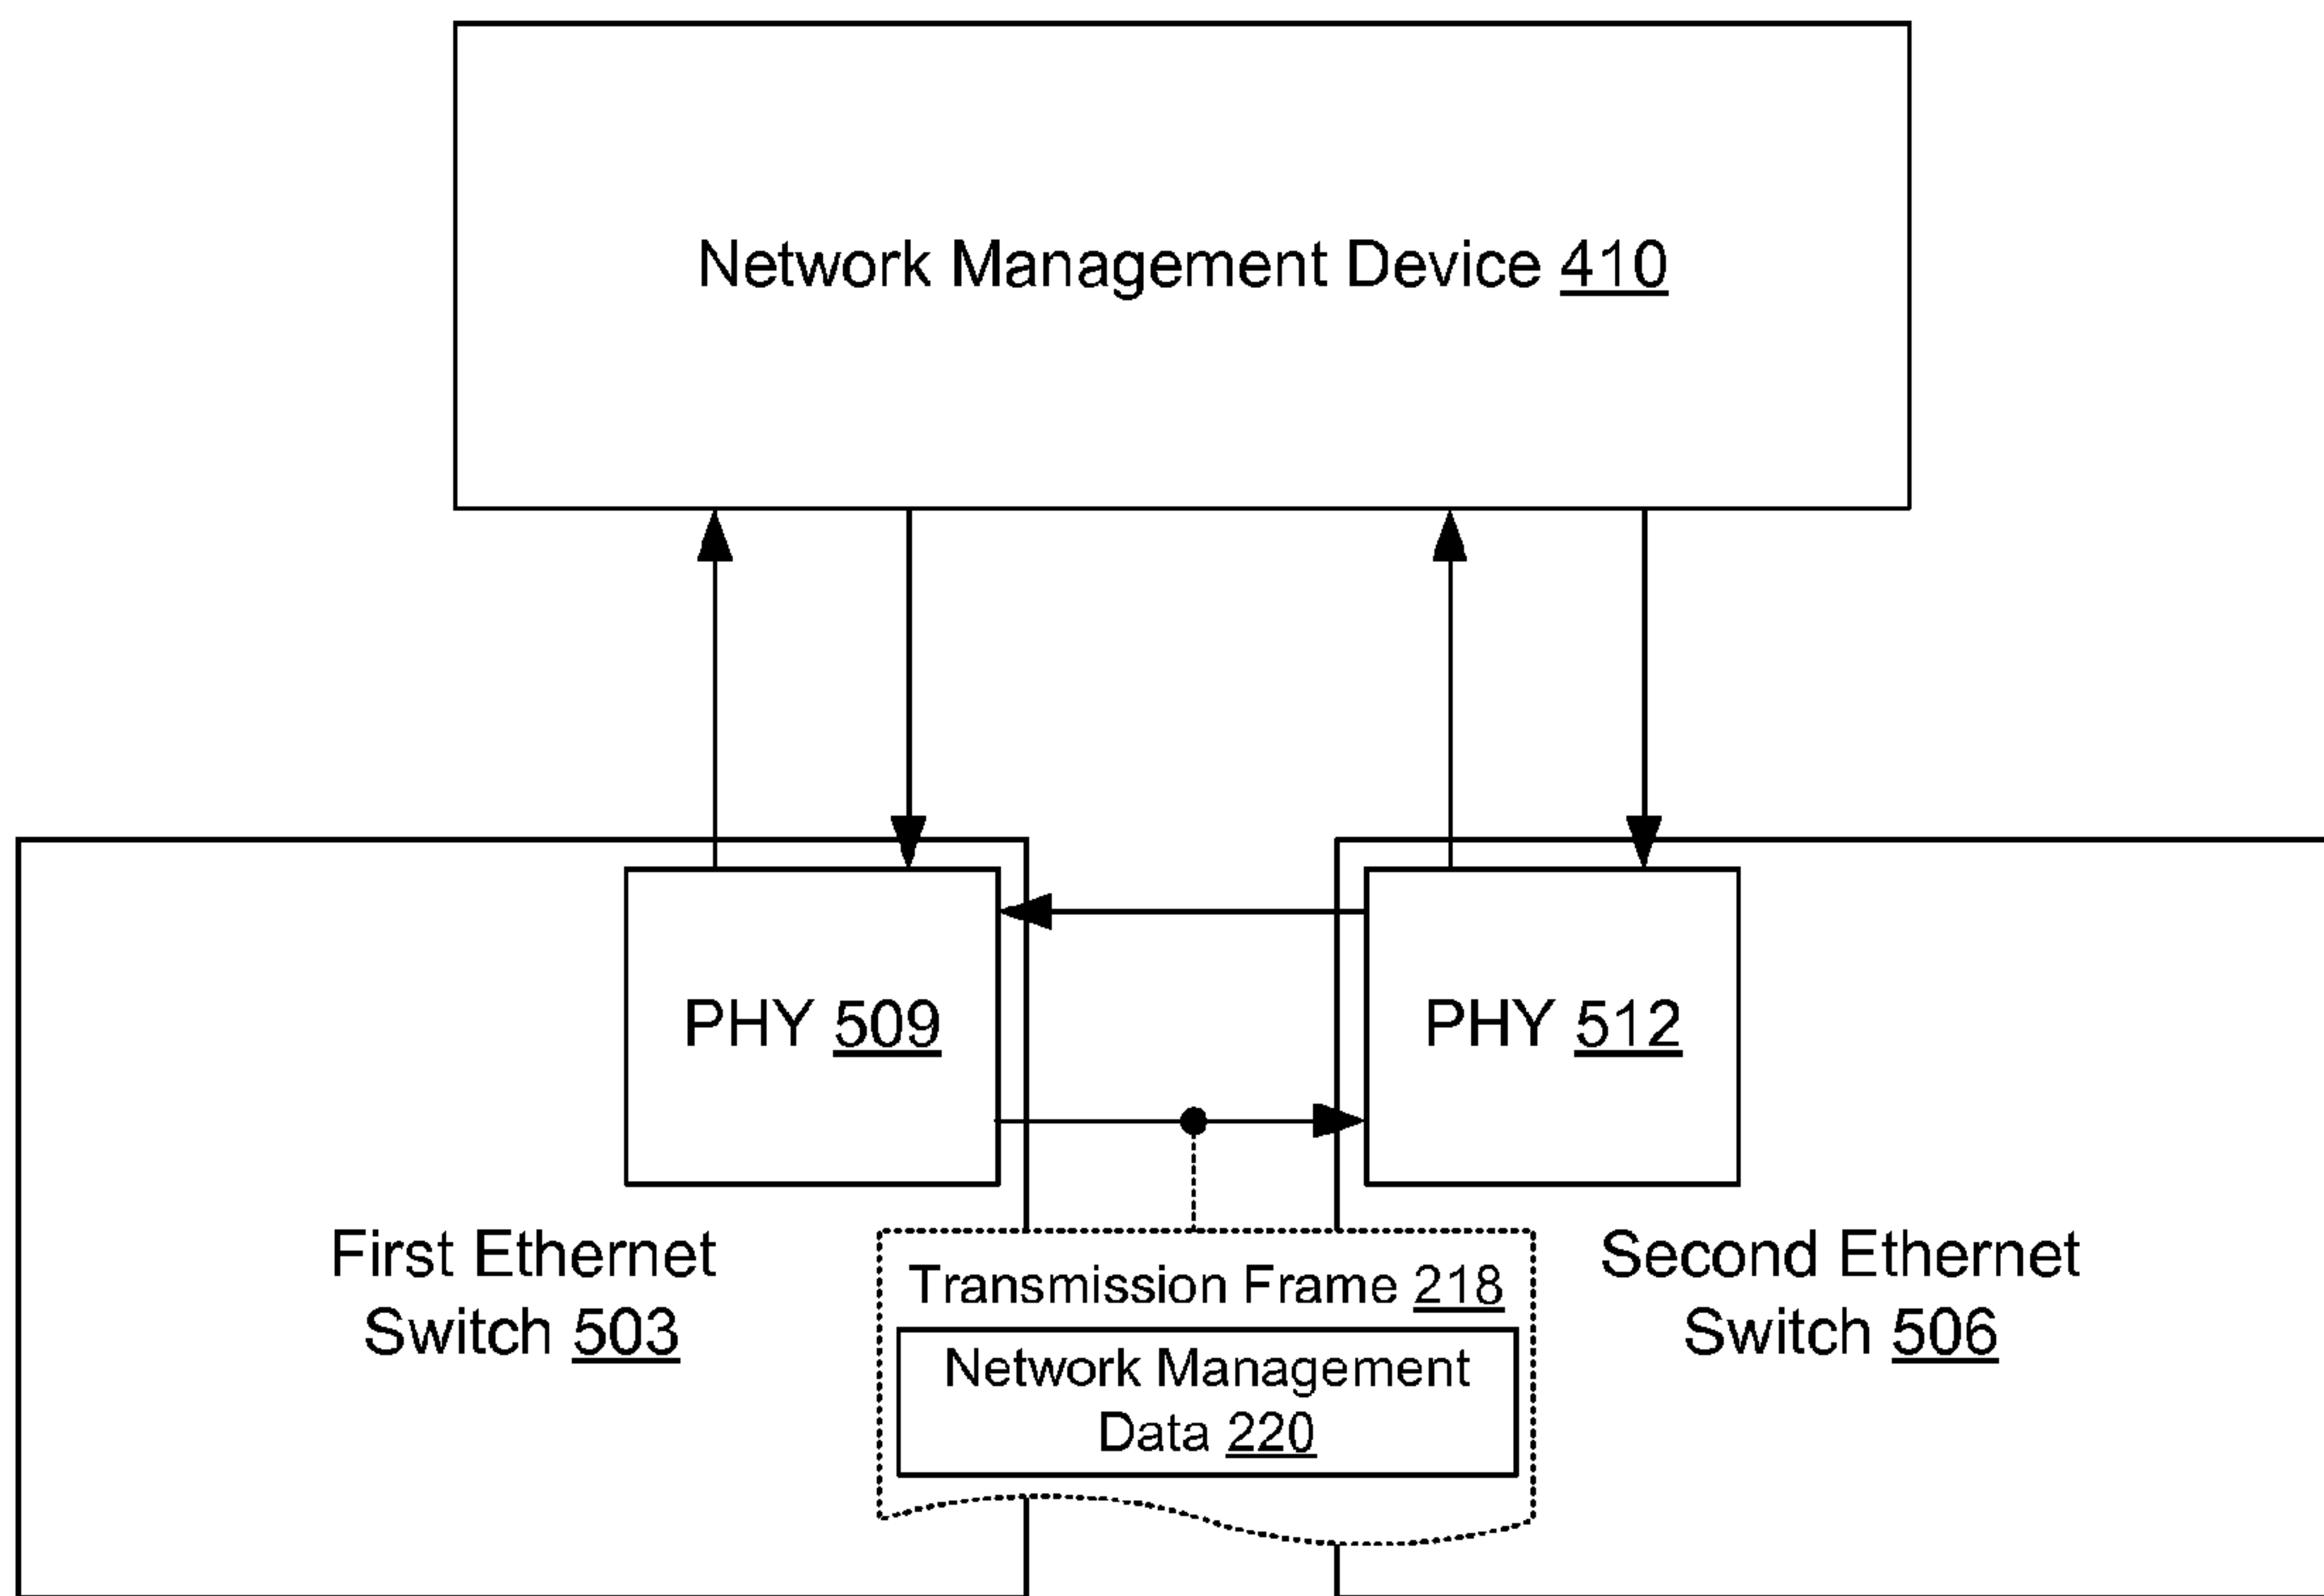 Network Management Device 410
PHY 509
PHY 512
First Ethernet
Switch 503
Transmission Frame 218
Network Management
Data 220
Second Ethernet
Switch 506